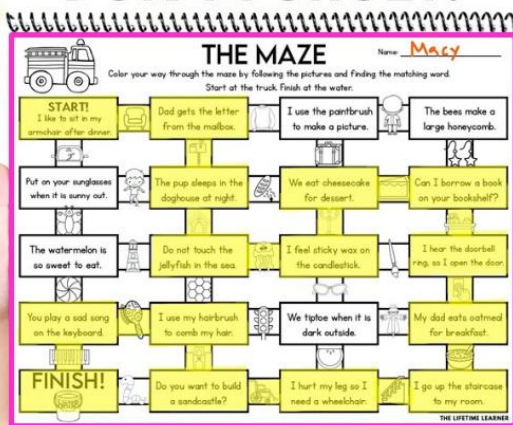 THE MAZE
Name: Macy
Color your way through the maze by following the pictures and finding the matching word.
Start at the truck. Finish at the water.
START!
I like to sit in my
armchair after dinner.
Dad gets the letter
from the mailbox.
I use the paintbrush
to make a picture.
The bees make a
large honeycomb.
Put on your sunglasses
when it is sunny out.
The pup sleeps in the
doghouse at night.
We eat cheesecake
for dessert.
Can I borrow a book
on your bookshelf?
The watermelon is
so sweet to eat.
Do not touch the
jellyfish in the sea.
I feel sticky wax on
the candlestick.
I hear the doorbell
ring, so I open the door.
You play a sad song
on the keyboard.
I use my hairbrush
to comb my hair.
We tiptoe when it is
dark outside.
My dad eats oatmeal
for breakfast.
FINISH!
Do you want to build
a sandcastle?
I hurt my leg so I
need a wheelchair.
I go up the staircase
to my room.
THE LIFETIME LEARNER